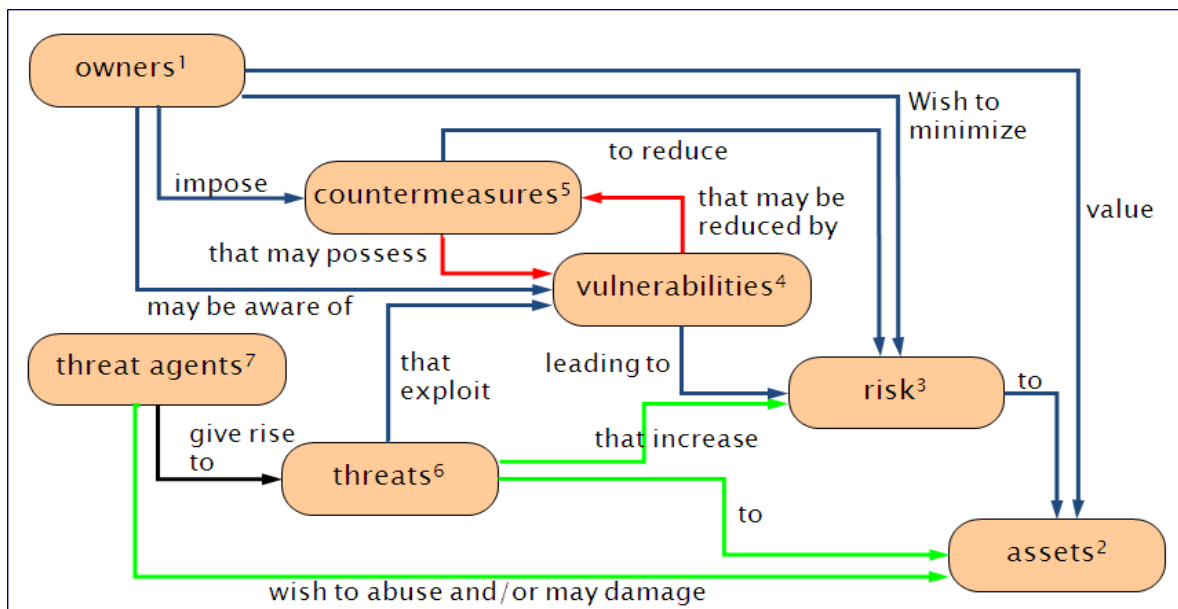 owners¹
Wish to
minimize
to reduce
impose
countermeasures⁵
that may be
reduced by
value
that may possess
vulnerabilities⁴
may be aware of
threat agents⁷
that
exploit
leading to
risk³
to
give rise
to
that increase
threats⁶
to
assets²
wish to abuse and/or may damage